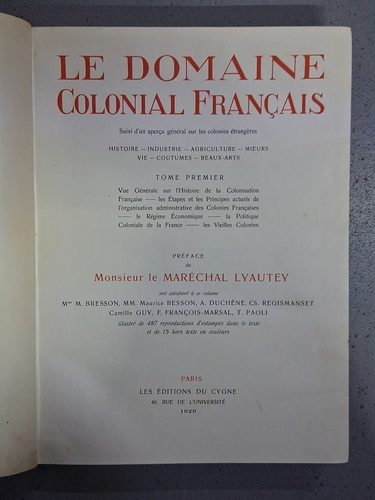 LE DOMAINE
COLONIAL FRANÇAIS
Suivi d'un aperçu général sur les colonies étrangères
HISTOIRE — INDUSTRIE — AGRICULTURE — MŒURS
VIE — COUTUMES — BEAUX-ARTS
TOME PREMIER
Vue Générale sur l'Histoire de la Colonisation
Française — les Étapes et les Principes actuels de
l'organisation administrative des Colonies Françaises
— le Régime Économique — la Politique
Coloniale de la France — les Vieilles Colonies
PRÉFACE
de
Monsieur le MARÉCHAL LYAUTEY
ont collaboré à ce volume
Mme M. BRESSON, MM. Maurice BESSON, A. DUCHÊNE, Ch. REGISMANSET
Camille GUY, F. FRANÇOIS-MARSAL, T. PAOLI
illustré de 487 reproductions d'estampes dans le texte
et de 15 hors texte en couleurs
PARIS
LES ÉDITIONS DU CYGNE
40, RUE DE L'UNIVERSITÉ
1929